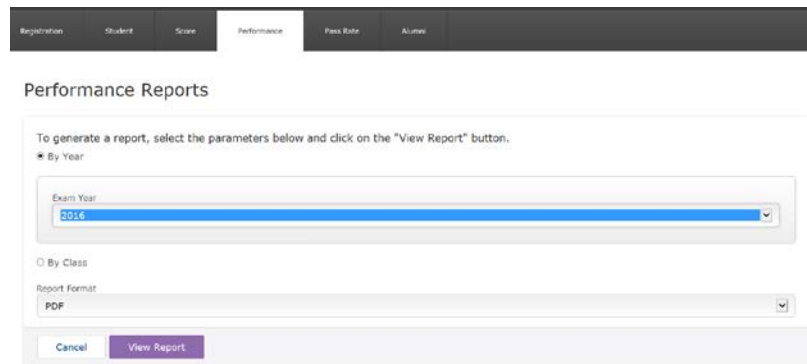 Registration Student Score Performance Pass Rate Alumni
Performance Reports
To generate a report, select the parameters below and click on the "View Report" button.
By Year
Exam Year
2016
By Class
Report Format
PDF
Cancel View Report